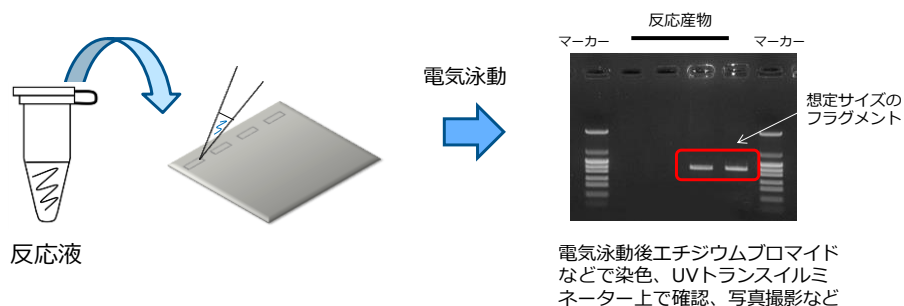 反応液
電気泳動
反応産物
マーカー
マーカー
想定サイズの
フラグメント
電気泳動後エチジウムブロマイド
などで染色、UVトランスイルミ
ネーター上で確認、写真撮影など